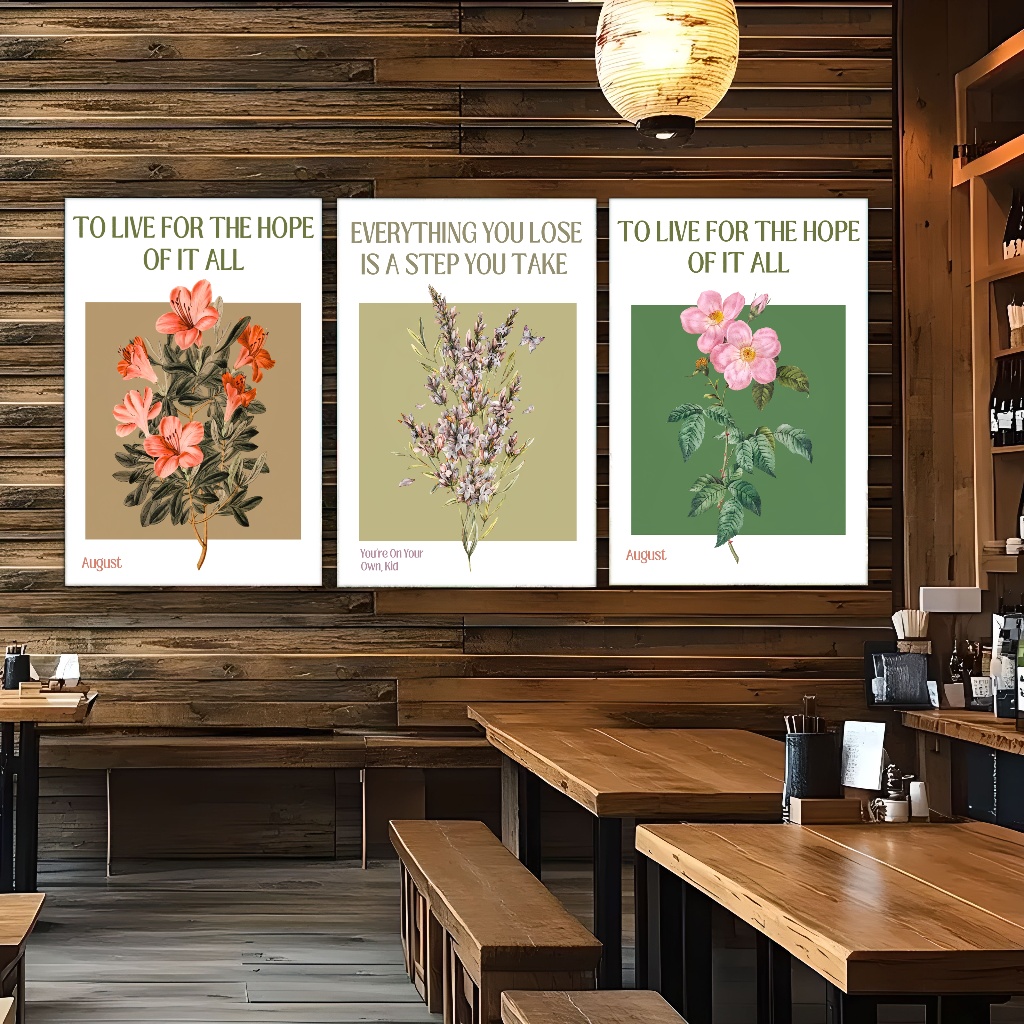 TO LIVE FOR THE HOPE
OF IT ALL
August
EVERYTHING YOU LOSE
IS A STEP YOU TAKE
You're On Your
Own, Kid
TO LIVE FOR THE HOPE
OF IT ALL
August